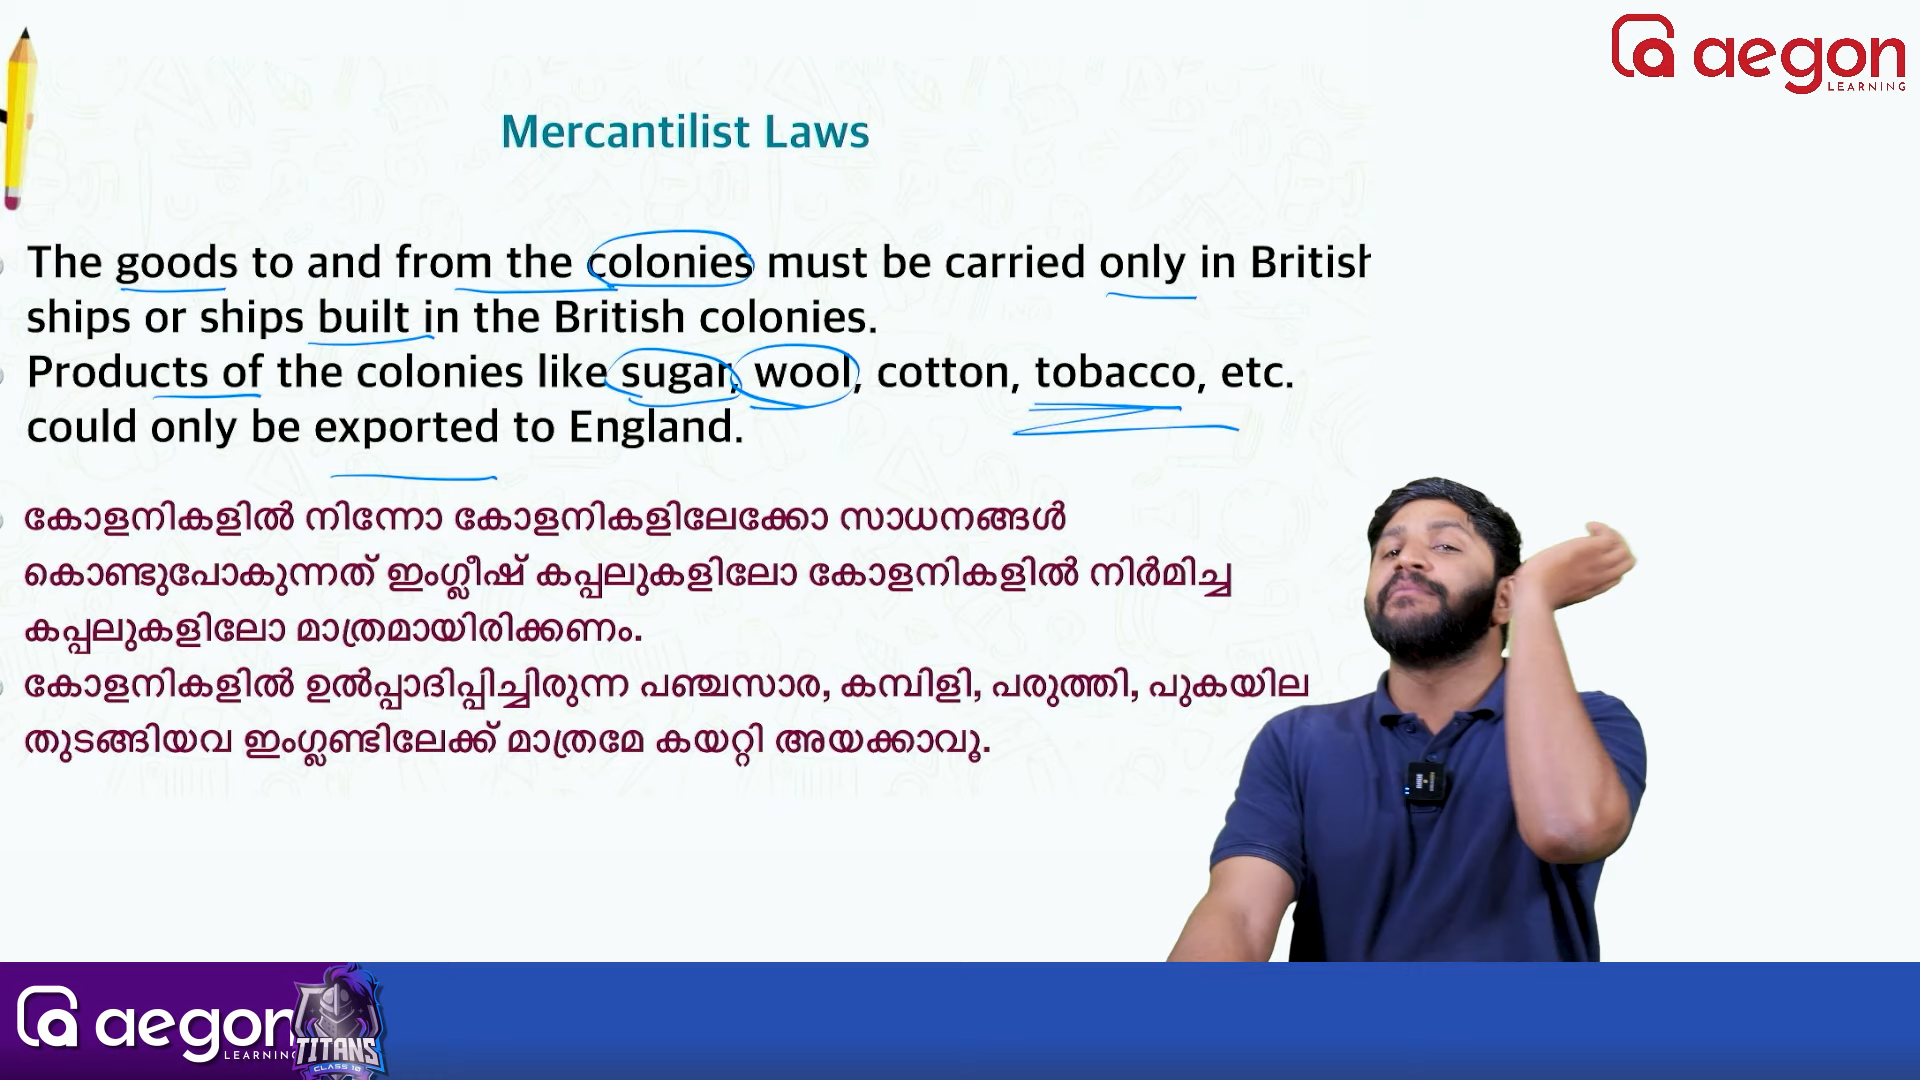 aegon
LEARNING
Mercantilist Laws
The goods to and from the colonies must be carried only in British
ships or ships built in the British colonies.
Products of the colonies like sugar, wool, cotton, tobacco, etc.
could only be exported to England.
കോളനികളിൽ നിന്നോ കോളനികളിലേക്കോ സാധനങ്ങൾ
കൊണ്ടുപോകുന്നത് ഇംഗ്ലീഷ് കപ്പലുകളിലോ കോളനികളിൽ നിർമിച്ച
കപ്പലുകളിലോ മാത്രമായിരിക്കണം.
കോളനികളിൽ ഉൽപ്പാദിപ്പിച്ചിരുന്ന പഞ്ചസാര, കമ്പിളി, പരുത്തി, പുകയില
തുടങ്ങിയവ ഇംഗ്ലണ്ടിലേക്ക് മാത്രമേ കയറ്റി അയക്കാവൂ.
aegon
LEARNING
TITANS
CLASS 10